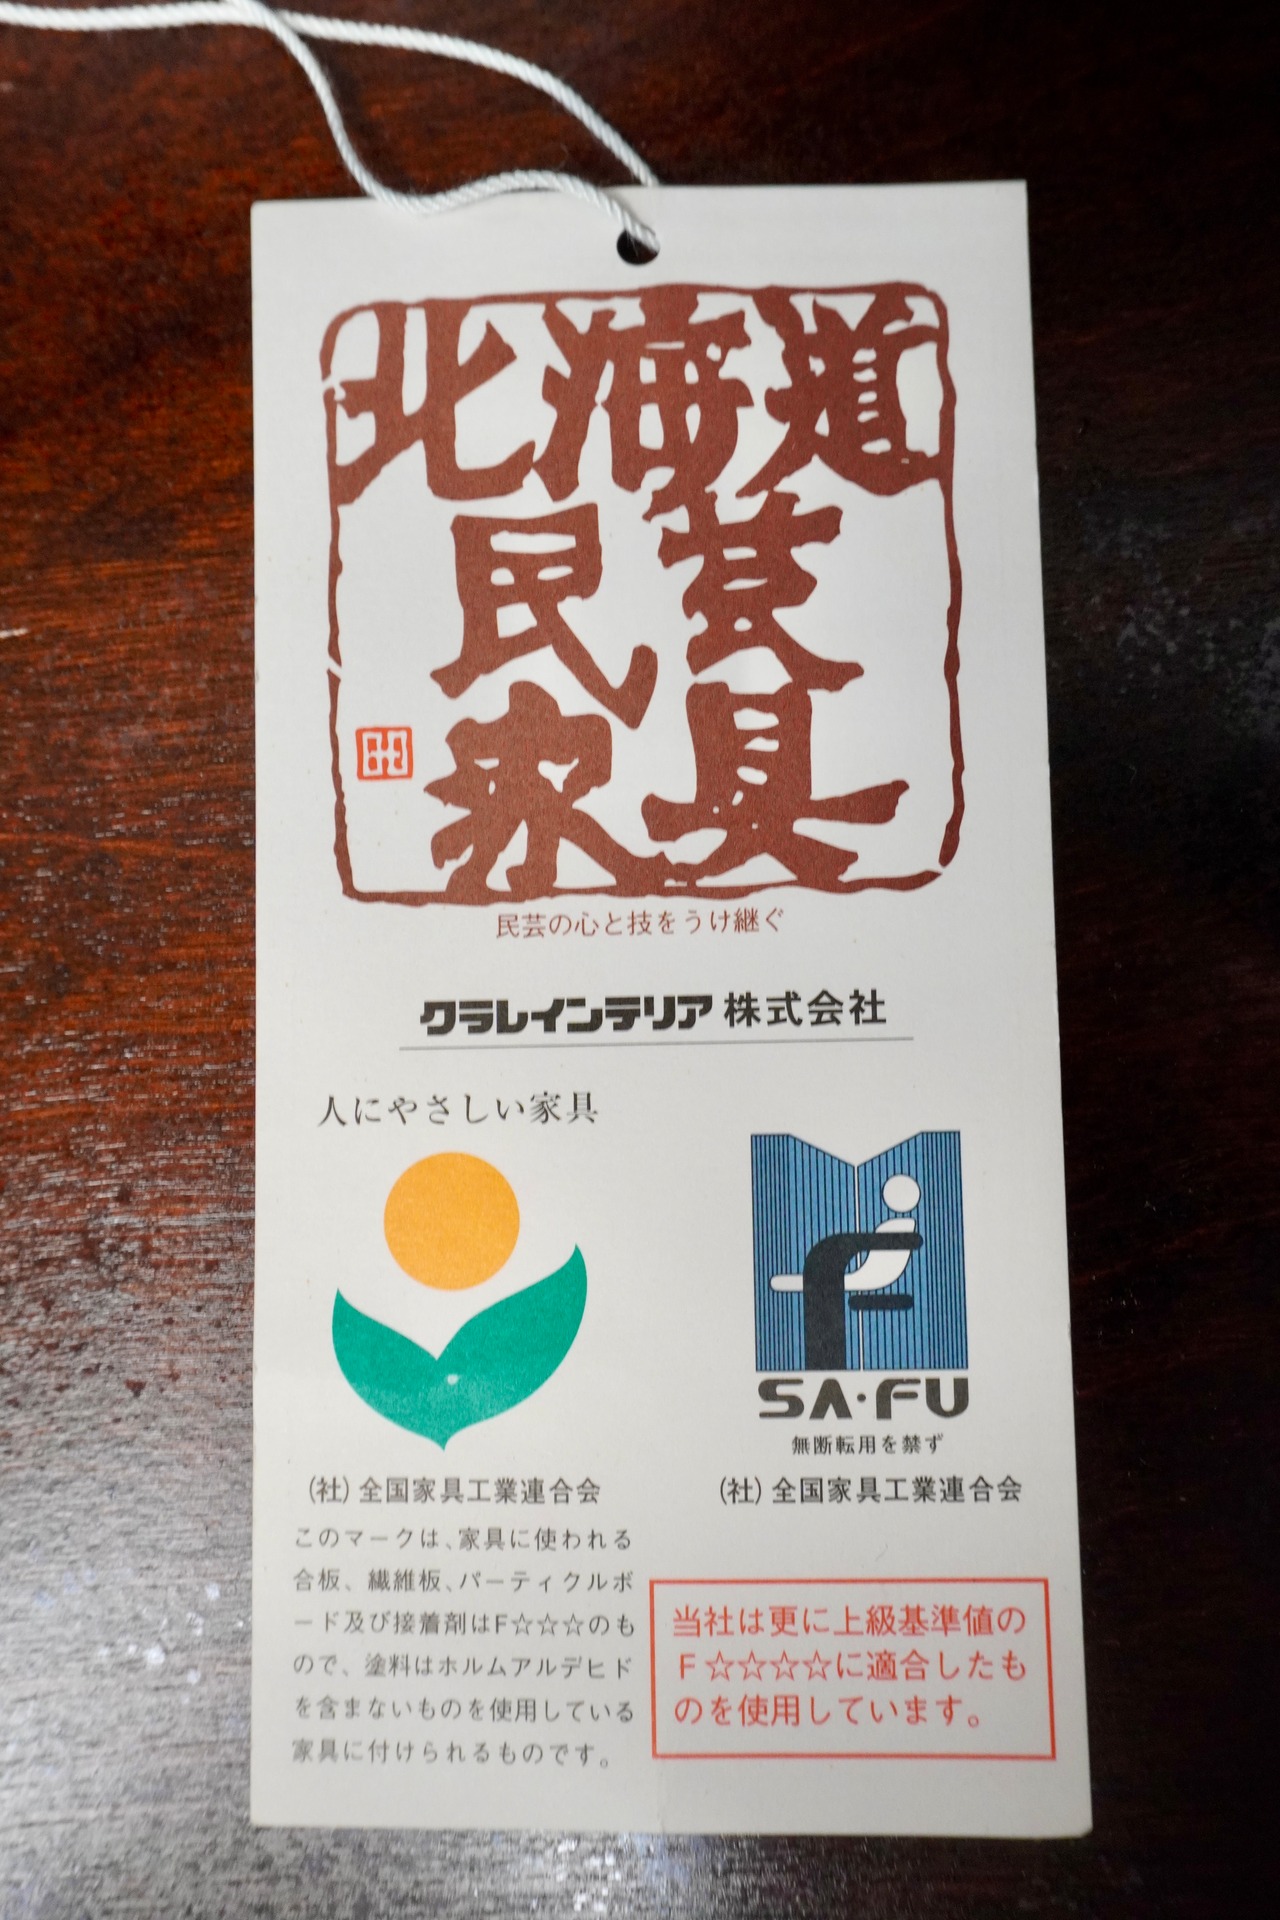 北海道
民芸
家具
民芸の心と技をうけ継ぐ
クラレインテリア株式会社
人にやさしい家具
SA·FU
無断転用を禁ず
(社)全国家具工業連合会
(社)全国家具工業連合会
このマークは、家具に使われる
合板、繊維板、パーティクルボ
ード及び接着剤はF☆☆☆のも
ので、塗料はホルムアルデヒド
を含まないものを使用している
家具に付けられるものです。
当社は更に上級基準値の
F☆☆☆☆に適合したも
のを使用しています。